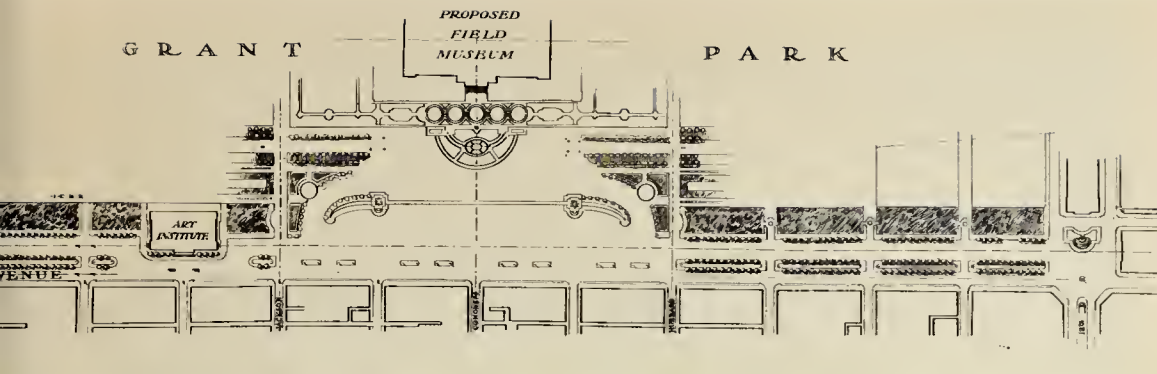 PROPOSED
FIELD
MUSEUM
GRANT PARK
ART
INSTITUTE
VENUE